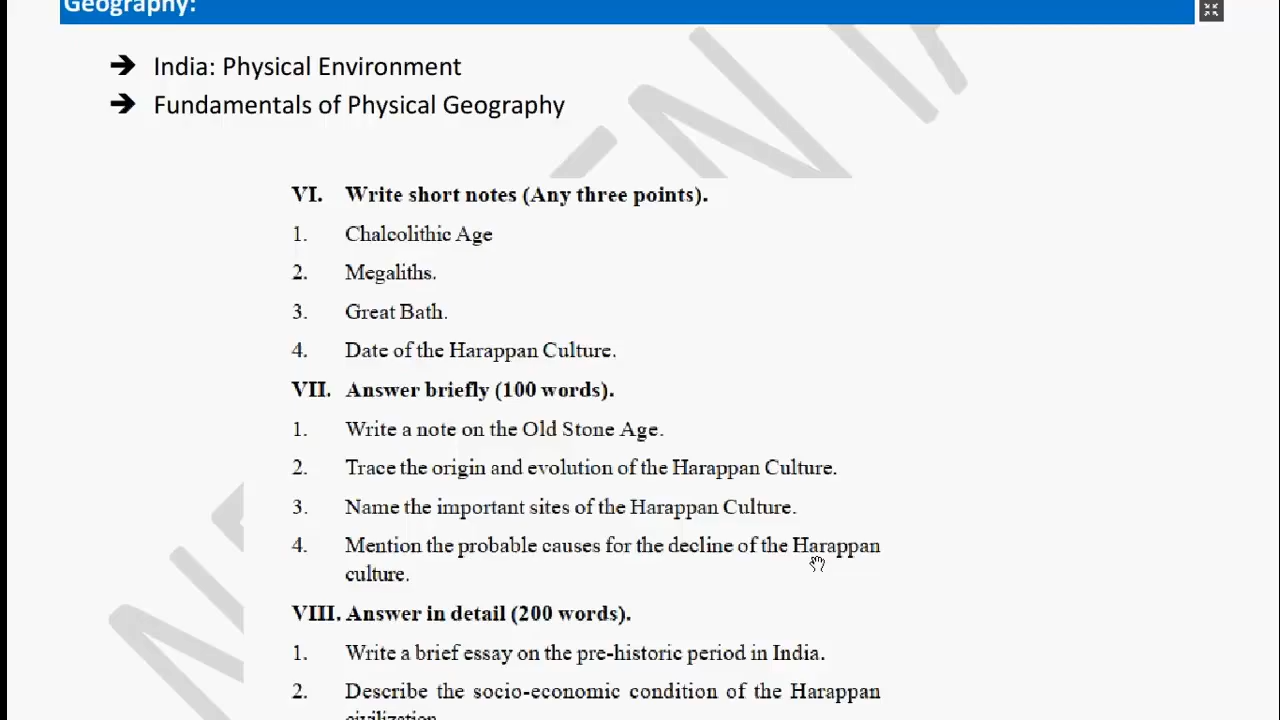 Geography:
➔ India: Physical Environment
➔ Fundamentals of Physical Geography
VI. Write short notes (Any three points).
1. Chalcolithic Age
2. Megaliths.
3. Great Bath.
4. Date of the Harappan Culture.
VII. Answer briefly (100 words).
1. Write a note on the Old Stone Age.
2. Trace the origin and evolution of the Harappan Culture.
3. Name the important sites of the Harappan Culture.
4. Mention the probable causes for the decline of the Harappan
culture.
VIII. Answer in detail (200 words).
1. Write a brief essay on the pre-historic period in India.
2. Describe the socio-economic condition of the Harappan
civilization.